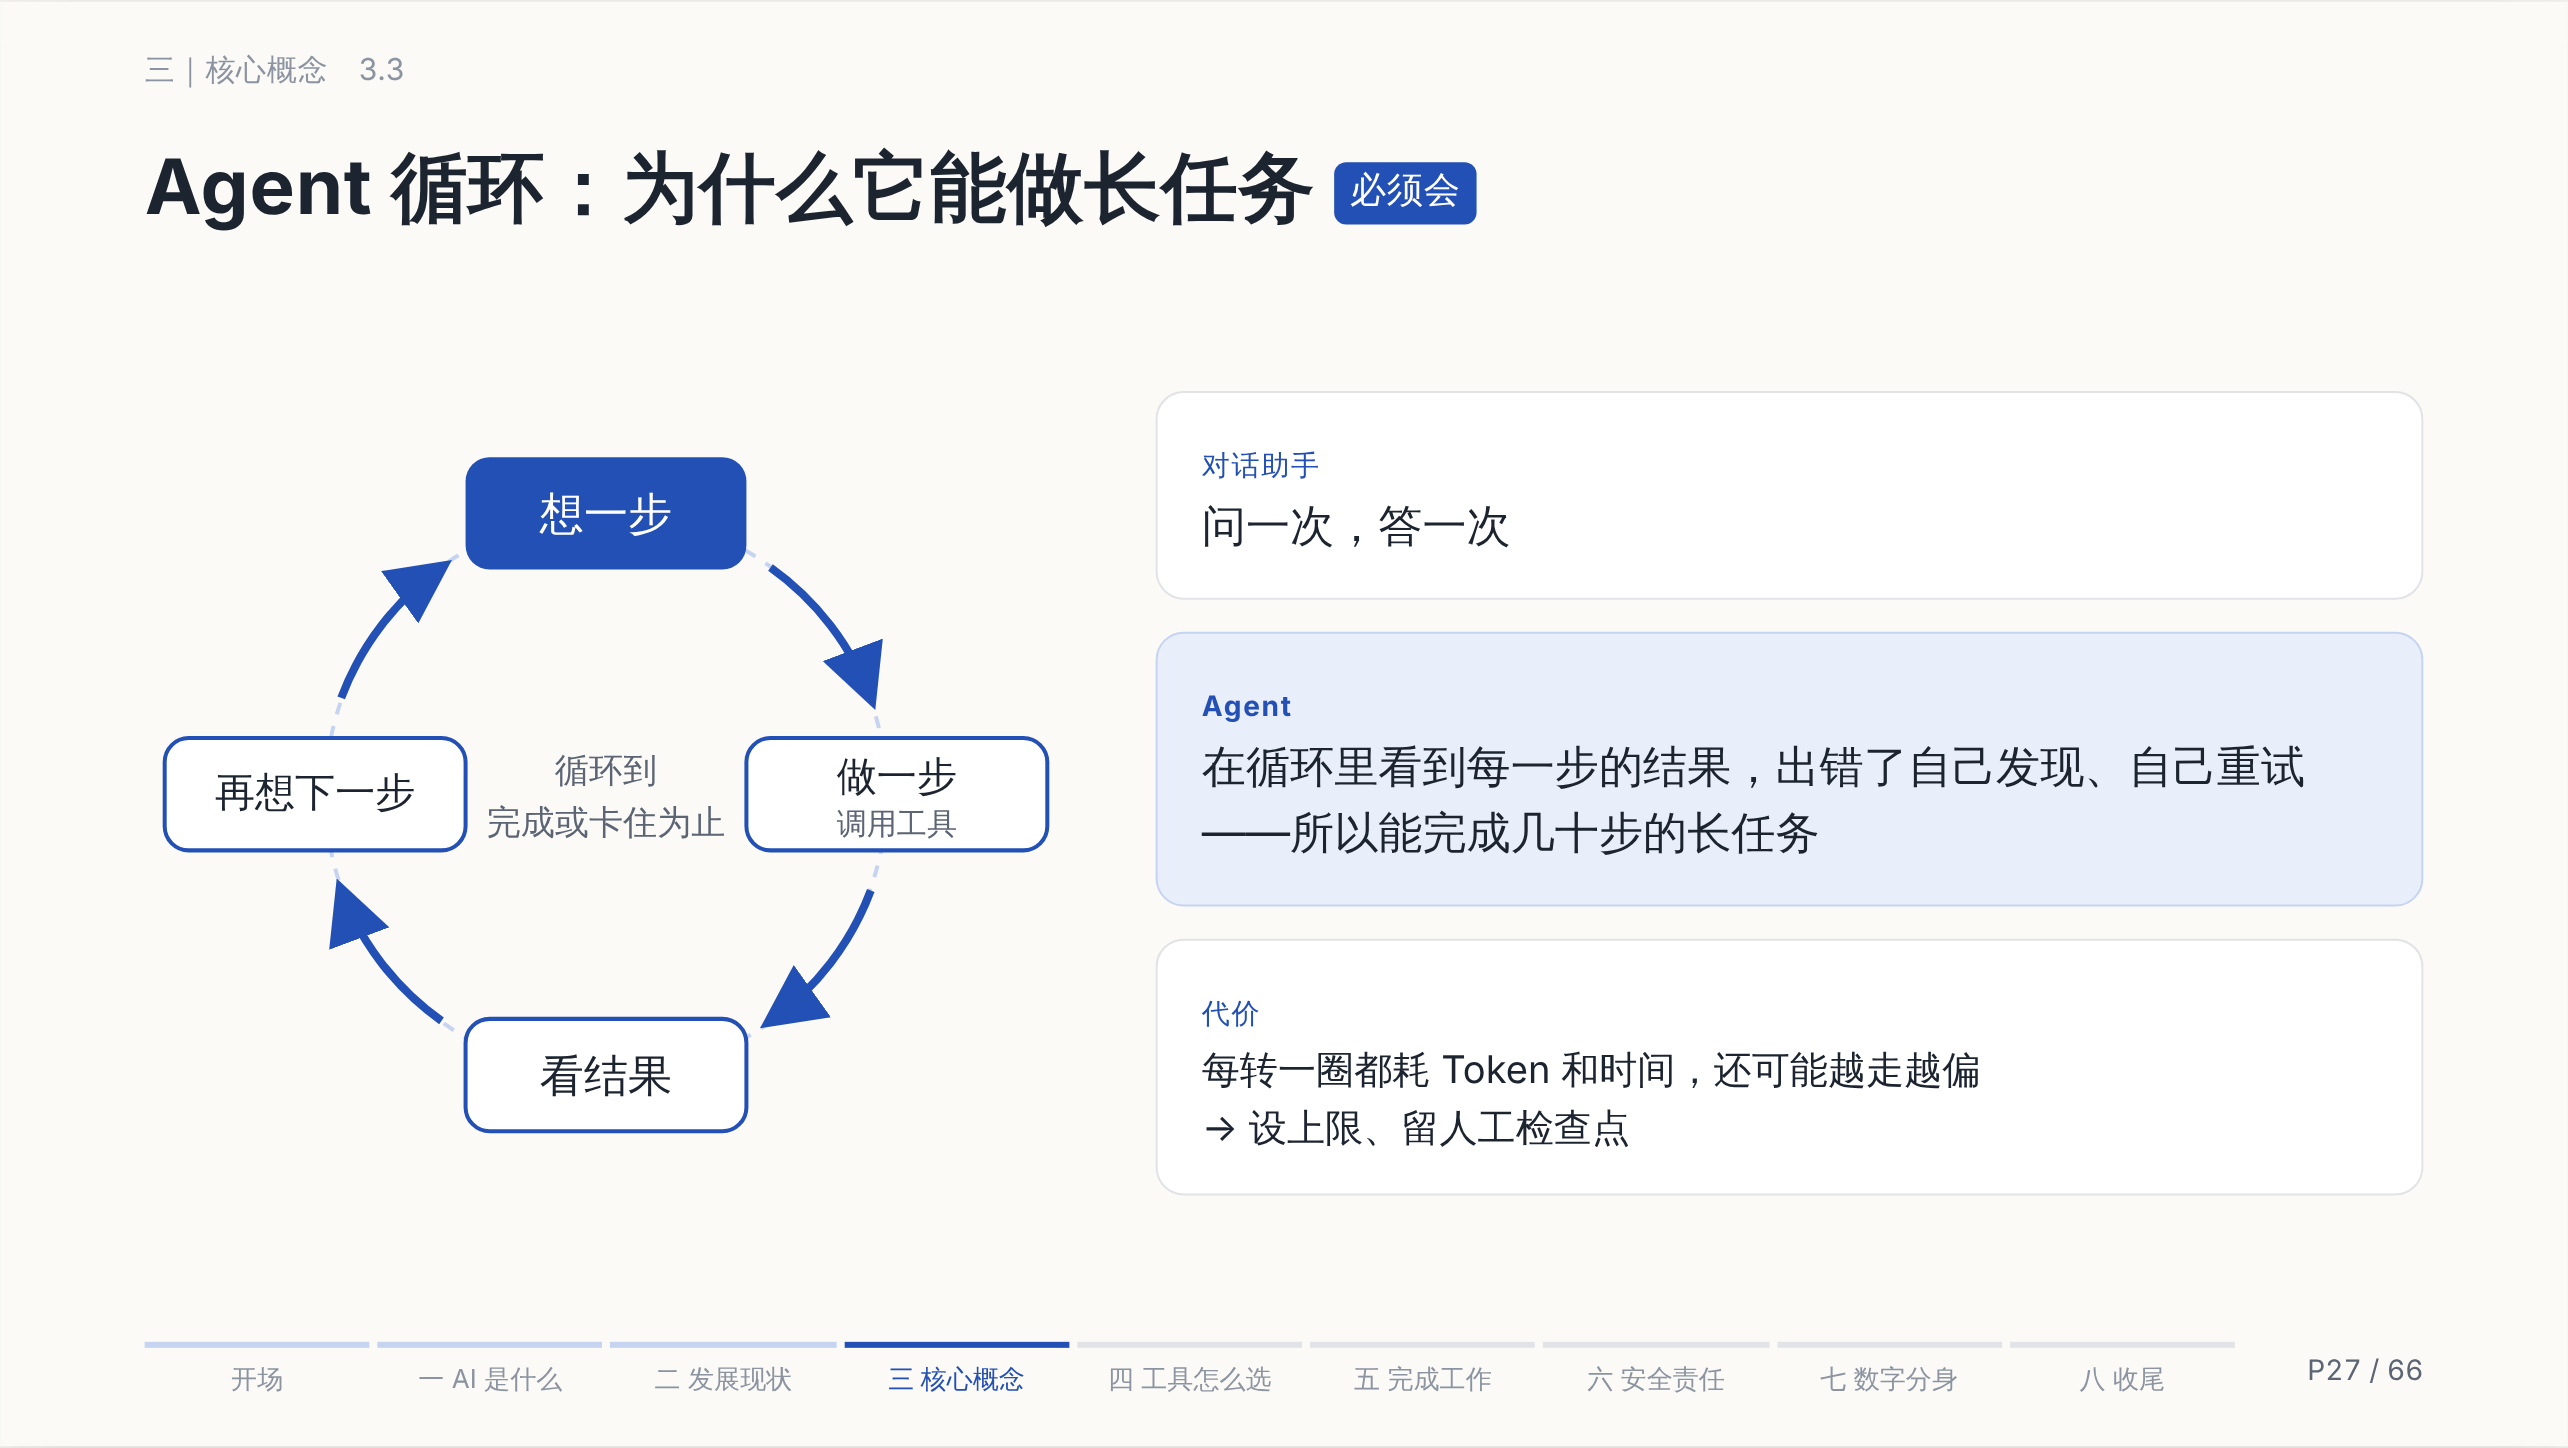 三｜核心概念 3.3
Agent 循环：为什么它能做长任务 必须会
想一步
做一步
调用工具
看结果
再想下一步
循环到
完成或卡住为止
对话助手
问一次，答一次
Agent
在循环里看到每一步的结果，出错了自己发现、自己重试
——所以能完成几十步的长任务
代价
每转一圈都耗 Token 和时间，还可能越走越偏
→ 设上限、留人工检查点
开场
一 AI 是什么
二 发展现状
三 核心概念
四 工具怎么选
五 完成工作
六 安全责任
七 数字分身
八 收尾
P27 / 66